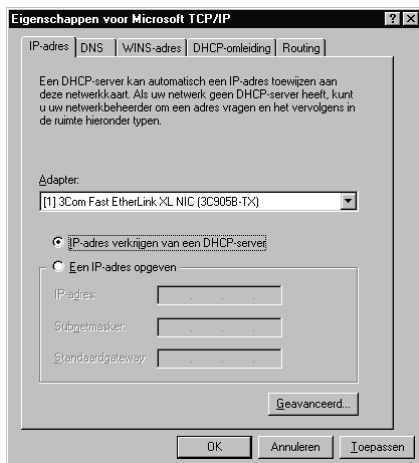 Eigenschappen voor Microsoft TCP/IP
IP-adres DNS WINS-adres DHCP-omleiding Routing
Een DHCP-server kan automatisch een IP-adres toewijzen aan
deze netwerkkaart. Als uw netwerk geen DHCP-server heeft, kunt
u uw netwerkbeheerder om een adres vragen en het vervolgens in
de ruimte hieronder typen.
Adapter:
[1] 3Com Fast EtherLink XL NIC (3C905B-TX)
IP-adres verkrijgen van een DHCP-server
Een IP-adres opgeven
IP-adres:
Subnetmasker:
Standaardgateway:
Geavanceerd...
OK Annuleren Toepassen